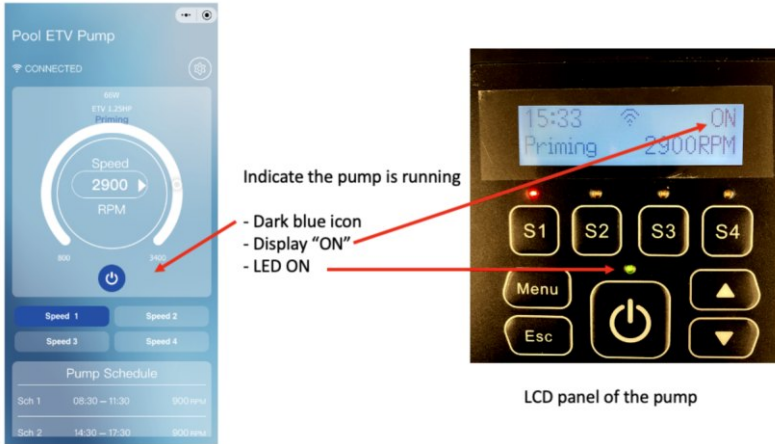 Pool ETV Pump
CONNECTED
66W
ETV 1.25HP
Priming
Speed
2900
RPM
800 3400
Speed 1 Speed 2
Speed 3 Speed 4
Pump Schedule
Sch 1 08:30 – 11:30 900 RPM
Sch 2 14:30 – 17:30 900 RPM
Indicate the pump is running
- Dark blue icon
- Display “ON”
- LED ON
15:33 ON
Priming 2900RPM
S1 S2 S3 S4
Menu
Esc
LCD panel of the pump